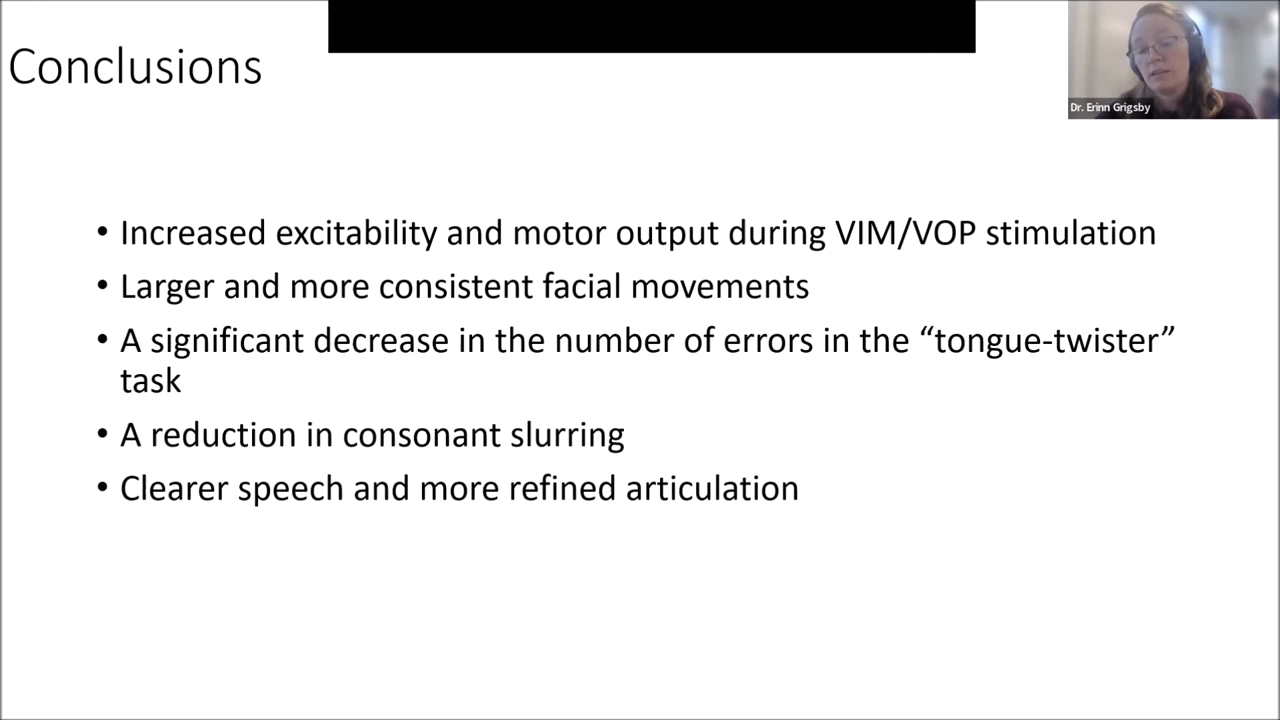 Conclusions
Dr. Erinn Grigsby
• Increased excitability and motor output during VIM/VOP stimulation
• Larger and more consistent facial movements
• A significant decrease in the number of errors in the “tongue-twister”
task
• A reduction in consonant slurring
• Clearer speech and more refined articulation